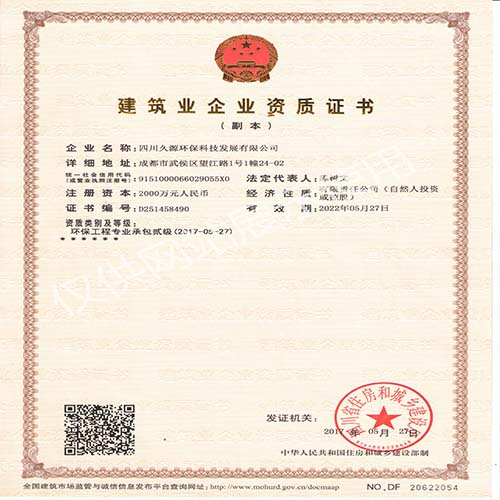 建筑业企业资质证书
（副本）
企业名称：四川久源环保科技发展有限公司
详细地址：成都市武侯区望江路1号1幢24-02
统一社会信用代码
(或营业执照注册号)：9151000066029055X0 法定代表人：陈树文
注册资本：2000万元人民币 经济性质：有限责任公司（自然人投资
或控股）
证书编号：D251458490 有效期：2022年05月27日
资质类别及等级：
环保工程专业承包贰级(2017-05-27)
******
仅供网
四川省住房和城乡建设厅
发证机关：
2017年05月27日
中华人民共和国住房和城乡建设部制
全国建筑市场监管与诚信信息发布平台查询网址：http://www.mohurd.gov.cn/docmaap
NO,DF 20622054